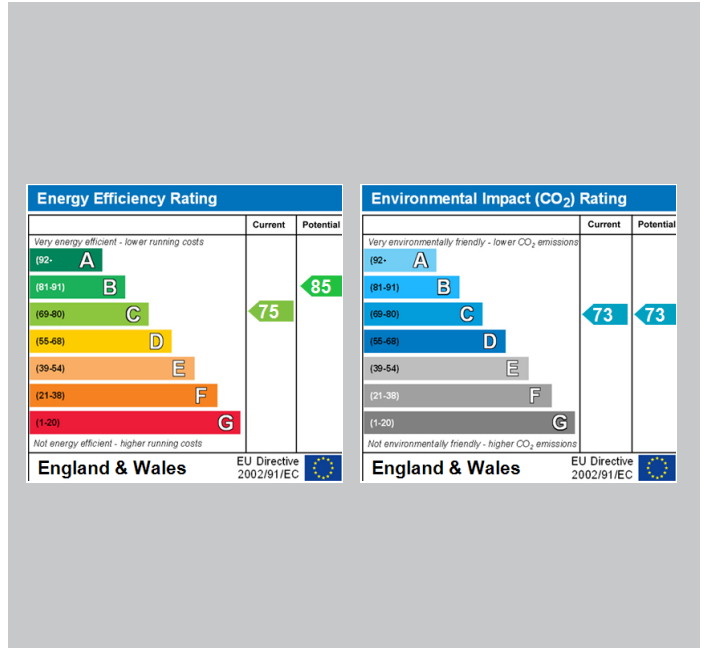 Energy Efficiency Rating
Current Potential
Very energy efficient - lower running costs
(92- A
(81-91) B
85
(69-80) C
75
(55-68) D
(39-54) E
(21-38) F
(1-20) G
Not energy efficient - higher running costs
England & Wales
EU Directive
2002/91/EC
Environmental Impact (CO2) Rating
Current Potential
Very environmentally friendly - lower CO2 emissions
(92- A
(81-91) B
(69-80) C
73 73
(55-68) D
(39-54) E
(21-38) F
(1-20) G
Not environmentally friendly - higher CO2 emissions
England & Wales
EU Directive
2002/91/EC